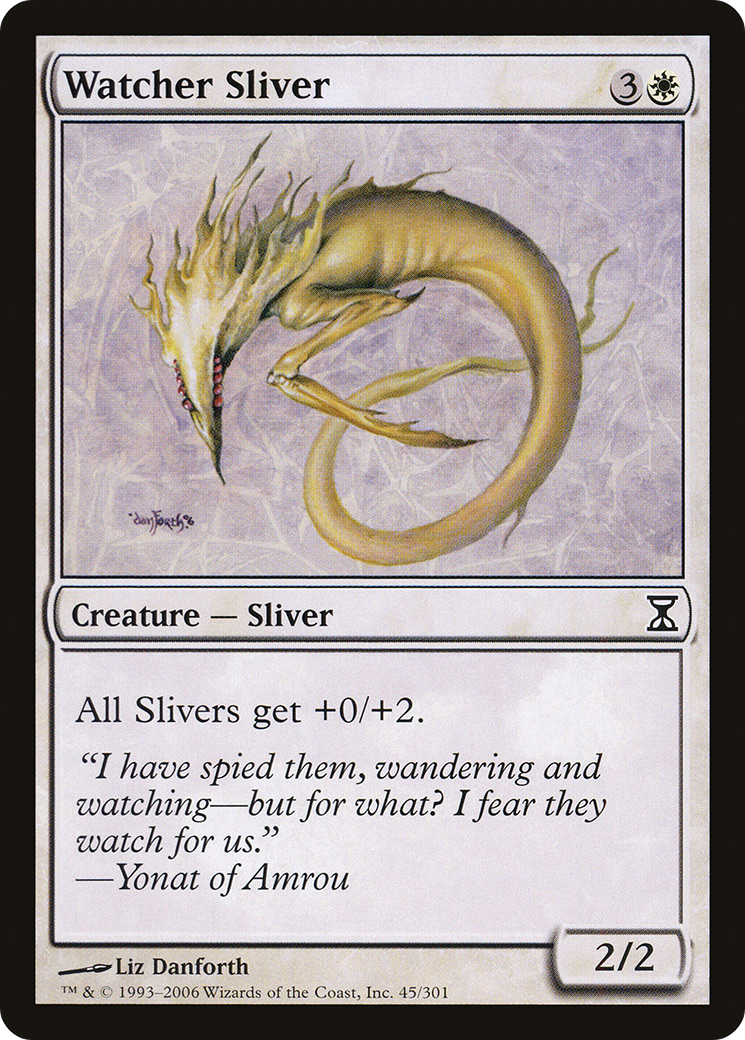 Watcher Sliver 3
danForth 06
Creature — Sliver
All Slivers get +0/+2.
“I have spied them, wandering and
watching—but for what? I fear they
watch for us.”
—Yonat of Amrou
2/2
Liz Danforth
™ & © 1993–2006 Wizards of the Coast, Inc. 45/301